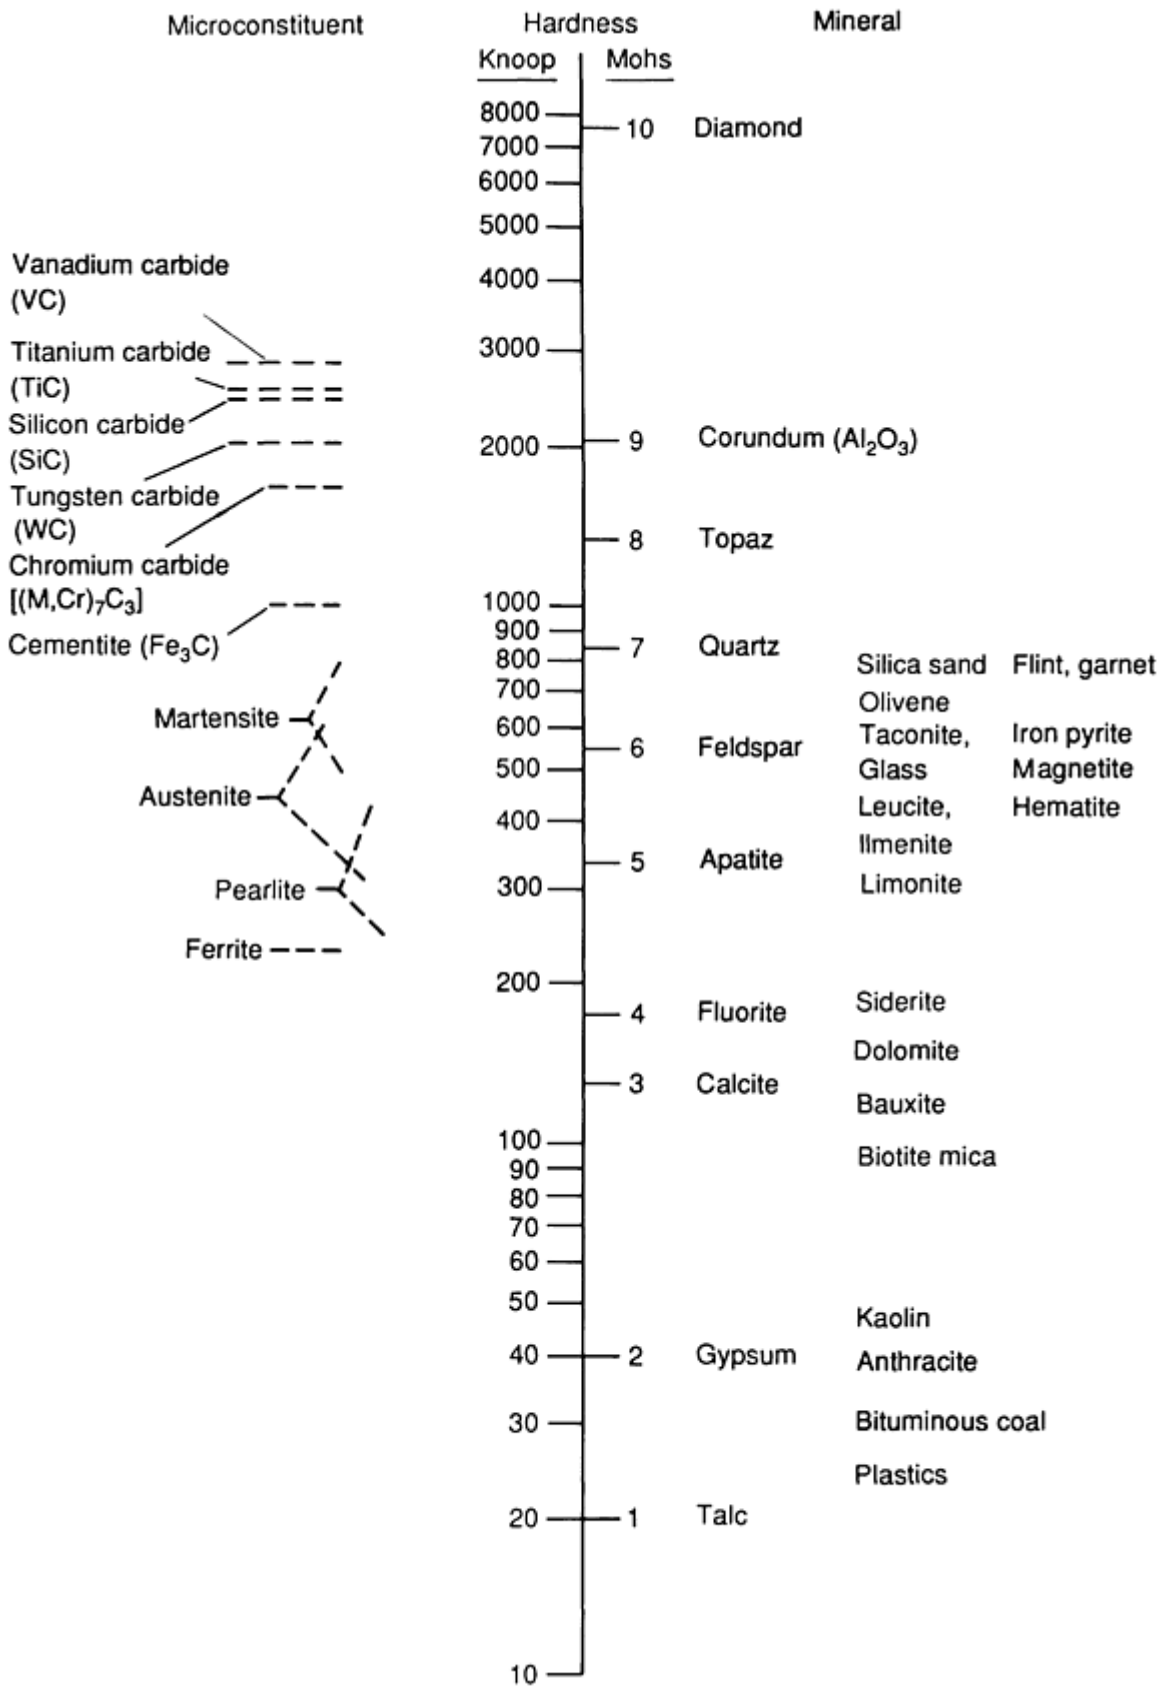 Microconstituent
Hardness
Mineral
Knoop
Mohs
8000
10 Diamond
7000
6000
5000
Vanadium carbide
(VC)
4000
Titanium carbide
(TiC)
3000
Silicon carbide
(SiC)
2000
9 Corundum (Al₂O₃)
Tungsten carbide
(WC)
8 Topaz
Chromium carbide
[(M,Cr)₇C₃]
1000
Cementite (Fe₃C)
900
7 Quartz
800
Silica sand Flint, garnet
700
Olivene
Martensite
600
Taconite, Iron pyrite
6 Feldspar
500
Glass Magnetite
Austenite
400
Leucite, Hematite
Ilmenite
5 Apatite
Pearlite
300
Limonite
Ferrite
200
Siderite
4 Fluorite
Dolomite
3 Calcite
Bauxite
100
90
Biotite mica
80
70
60
50
Kaolin
40
2 Gypsum
Anthracite
30
Bituminous coal
Plastics
20
1 Talc
10